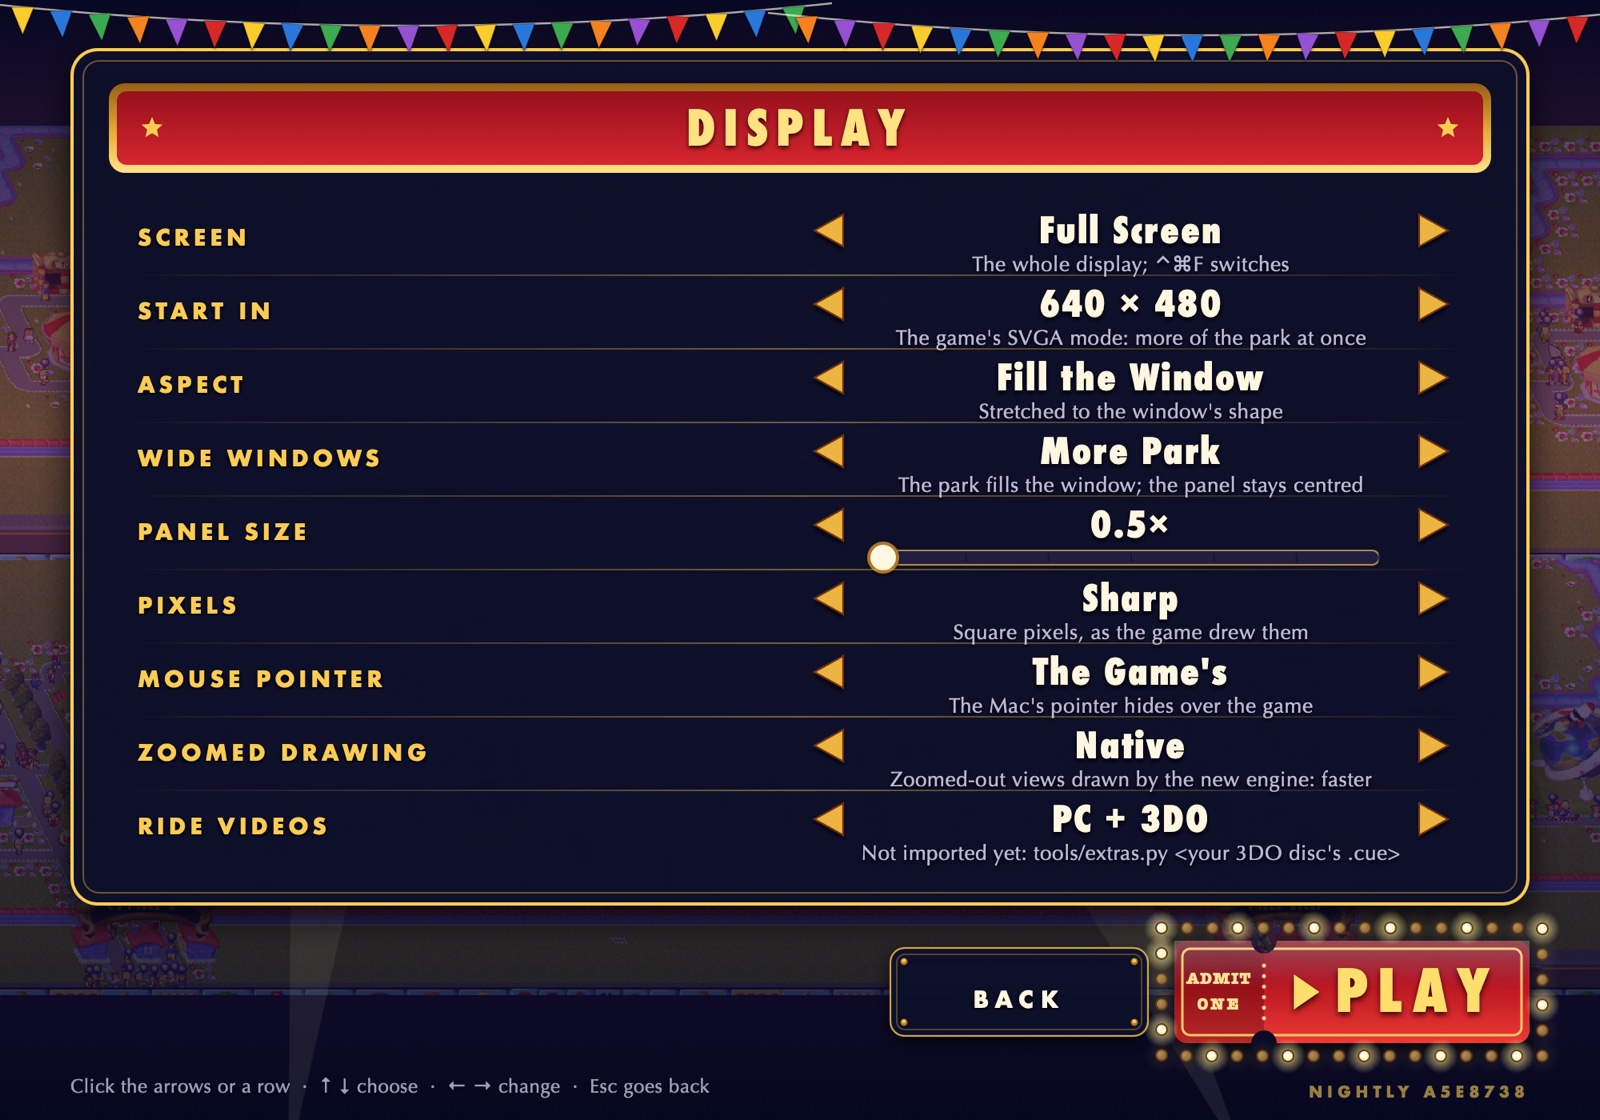 DISPLAY
SCREEN
Full Screen
The whole display; ^⌘F switches
START IN
640 × 480
The game's SVGA mode: more of the park at once
ASPECT
Fill the Window
Stretched to the window's shape
WIDE WINDOWS
More Park
The park fills the window; the panel stays centred
PANEL SIZE
0.5×
PIXELS
Sharp
Square pixels, as the game drew them
MOUSE POINTER
The Game's
The Mac's pointer hides over the game
ZOOMED DRAWING
Native
Zoomed-out views drawn by the new engine: faster
RIDE VIDEOS
PC + 3DO
Not imported yet: tools/extras.py <your 3DO disc's .cue>
BACK
ADMIT
ONE
PLAY
Click the arrows or a row · ↑ ↓ choose · ← → change · Esc goes back
NIGHTLY A5E8738